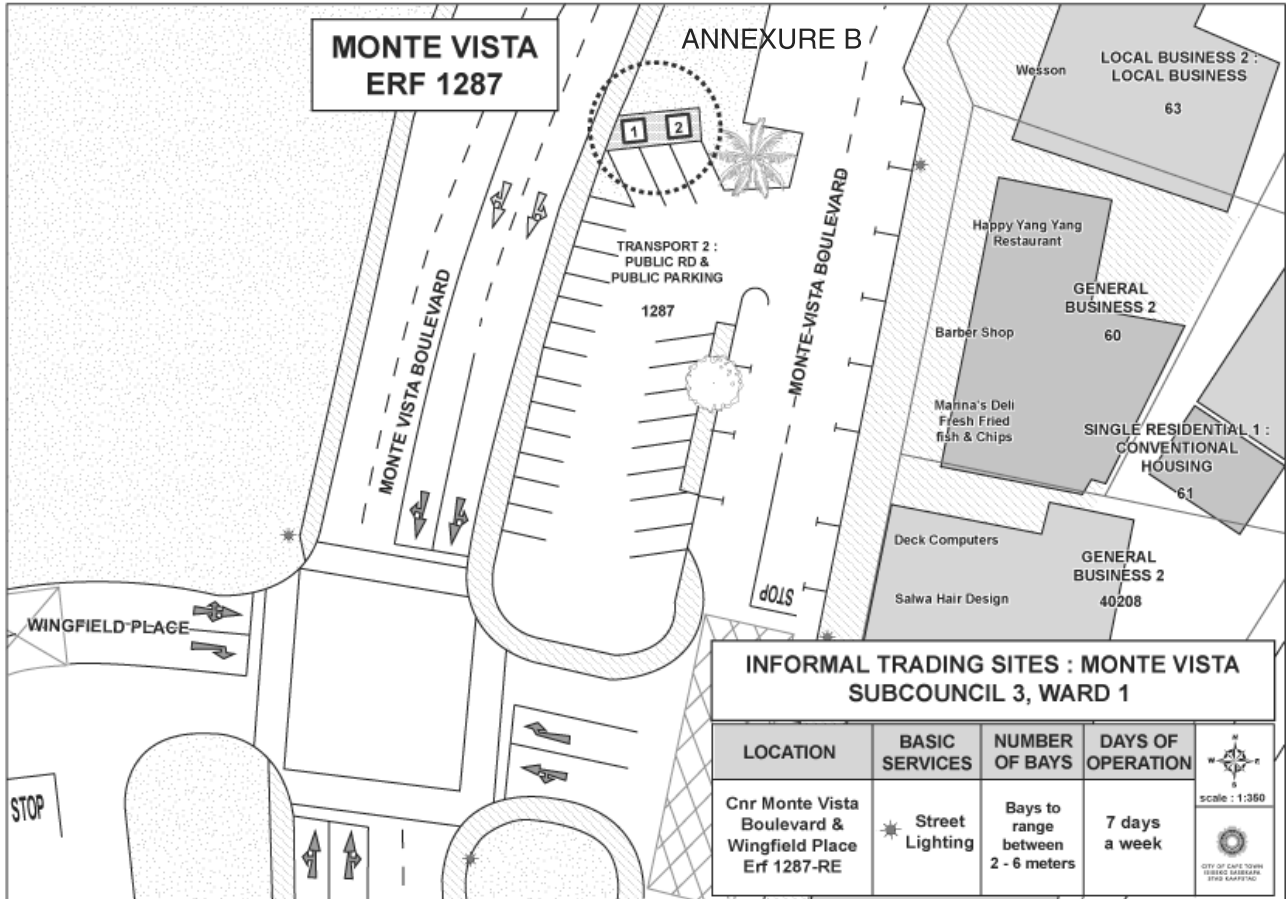 MONTE VISTA
ERF 1287
ANNEXURE B
1
2
Wesson
LOCAL BUSINESS 2 :
LOCAL BUSINESS
63
MONTE VISTA BOULEVARD
TRANSPORT 2 :
PUBLIC RD &
PUBLIC PARKING
1287
MONTE-VISTA BOULEVARD
Happy Yang Yang
Restaurant
GENERAL
BUSINESS 2
60
Barber Shop
Marina's Deli
Fresh Fried
fish & Chips
SINGLE RESIDENTIAL 1 :
CONVENTIONAL
HOUSING
61
Deck Computers
Salwa Hair Design
GENERAL
BUSINESS 2
40208
STOP
WINGFIELD PLACE
STOP
INFORMAL TRADING SITES : MONTE VISTA
SUBCOUNCIL 3, WARD 1
LOCATION
BASIC
SERVICES
NUMBER
OF BAYS
DAYS OF
OPERATION
Cnr Monte Vista
Boulevard &
Wingfield Place
Erf 1287-RE
Street
Lighting
Bays to
range
between
2 - 6 meters
7 days
a week
N
W
E
S
scale : 1:350
CITY OF CAPE TOWN
ISIXEKO SASEKAPA
STAD KAAPSTAD